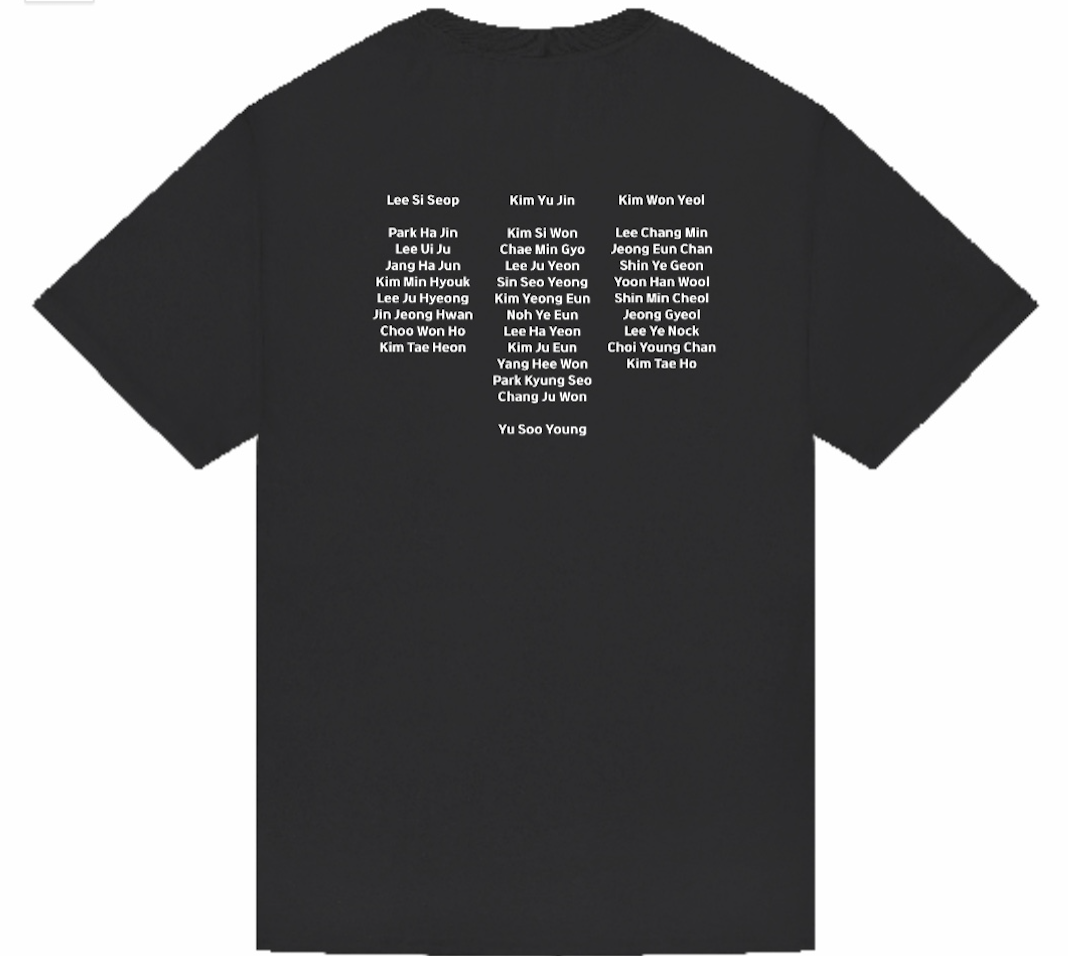 Lee Si Seop
Park Ha Jin
Lee Ui Ju
Jang Ha Jun
Kim Min Hyouk
Lee Ju Hyeong
Jin Jeong Hwan
Choo Won Ho
Kim Tae Heon
Kim Yu Jin
Kim Si Won
Chae Min Gyo
Lee Ju Yeon
Sin Seo Yeong
Kim Yeong Eun
Noh Ye Eun
Lee Ha Yeon
Kim Ju Eun
Yang Hee Won
Park Kyung Seo
Chang Ju Won
Yu Soo Young
Kim Won Yeol
Lee Chang Min
Jeong Eun Chan
Shin Ye Geon
Yoon Han Wool
Shin Min Cheol
Jeong Gyeol
Lee Ye Nock
Choi Young Chan
Kim Tae Ho